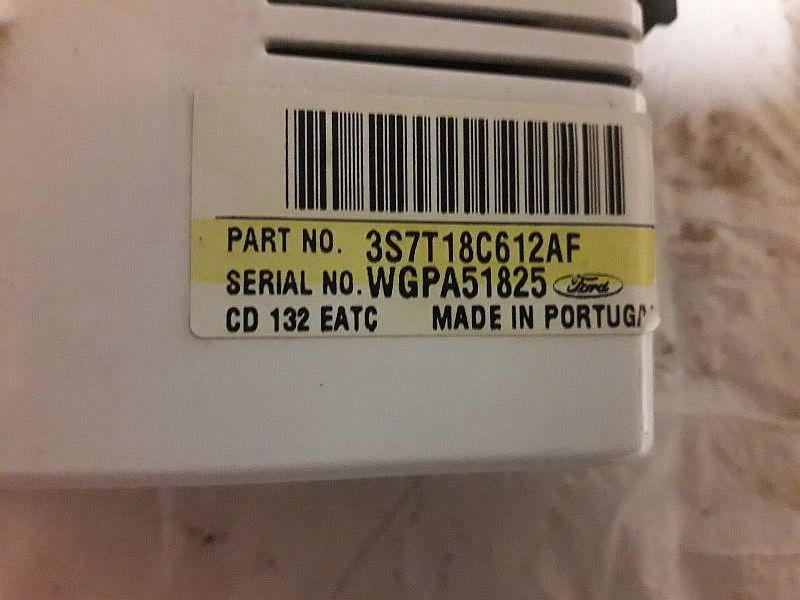 PART NO. 3S7T18C612AF
SERIAL NO. WGPA51825 Ford
CD 132 EATC MADE IN PORTUGA